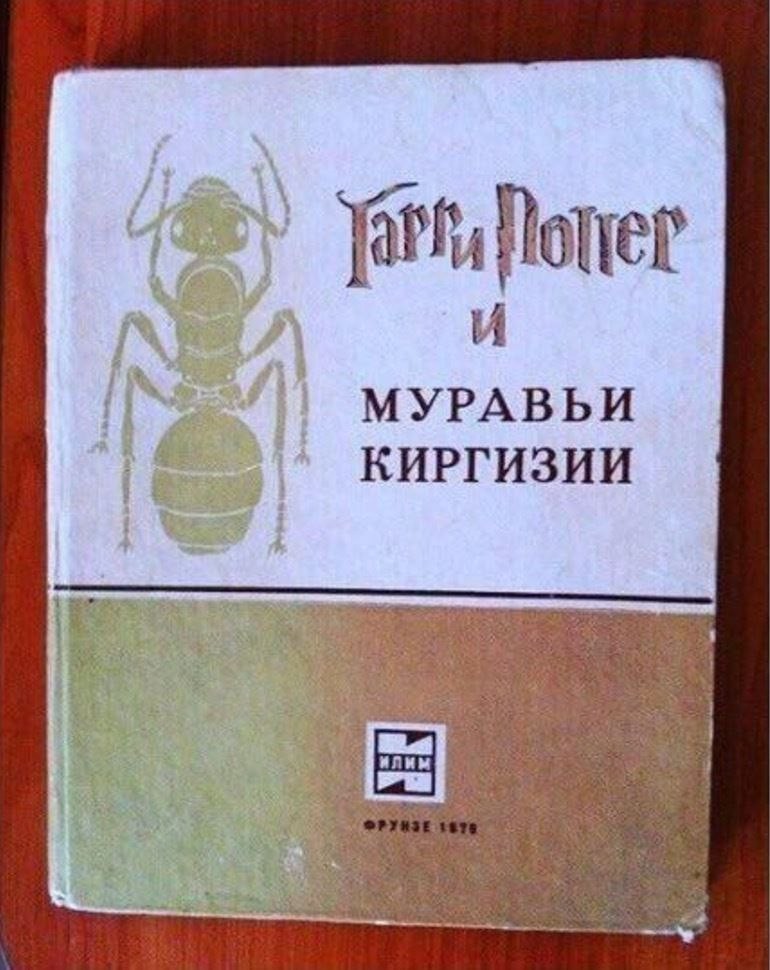 Гарри Поттер
и
МУРАВЬИ
КИРГИЗИИ
ИЛИМ
ФРУНЗЕ 1979